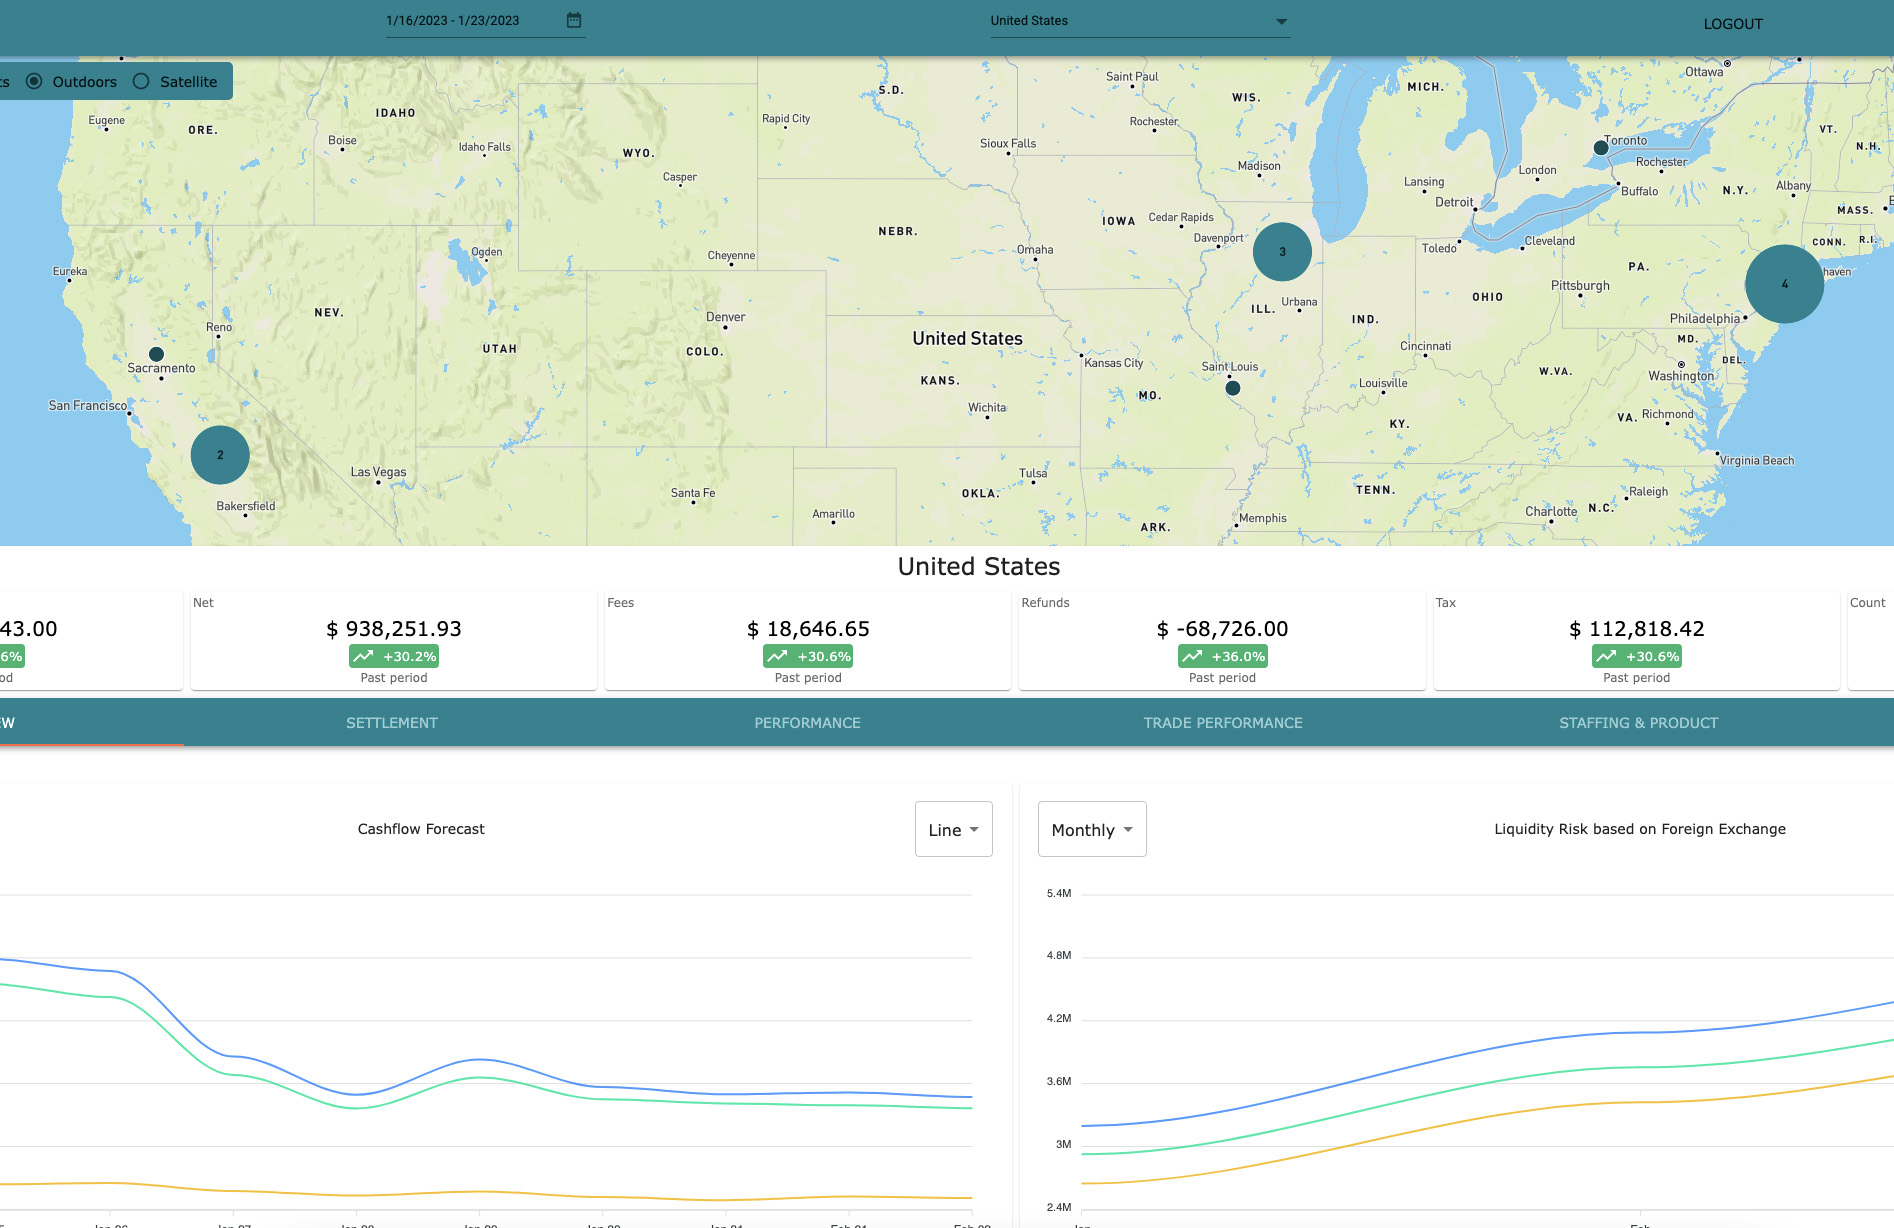 1/16/2023 - 1/23/2023
United States
LOGOUT
Outdoors
Satellite
Saint Paul
Ottawa
S.D.
WIS.
MICH.
IDAHO
Eugene
ORE.
Rapid City
Rochester
Toronto
VT.
Boise
Idaho Falls
WYO.
Sioux Falls
N.H.
Madison
London
Rochester
Casper
Lansing
Buffalo
N.Y.
Albany
Detroit
MASS.
IOWA
Cedar Rapids
NEBR.
Davenport
Toledo
Cleveland
CONN.
R.I.
Ogden
Cheyenne
Omaha
3
Eureka
PA.
haven
4
Pittsburgh
OHIO
Urbana
ILL.
NEV.
Denver
IND.
Philadelphia
Reno
United States
MD.
UTAH
COLO.
Cincinnati
DEL.
Sacramento
Kansas City
Saint Louis
W.VA.
Washington
KANS.
Louisville
MO.
San Francisco
Wichita
VA.
Richmond
KY.
2
Las Vegas
Tulsa
Virginia Beach
Santa Fe
OKLA.
TENN.
Raleigh
Bakersfield
Amarillo
Memphis
Charlotte
N.C.
ARK.
United States
43.00
6%
Net
$ 938,251.93
+30.2%
Past period
Fees
$ 18,646.65
+30.6%
Past period
Refunds
$ -68,726.00
+36.0%
Past period
Tax
$ 112,818.42
+30.6%
Past period
Count
SETTLEMENT
PERFORMANCE
TRADE PERFORMANCE
STAFFING & PRODUCT
Cashflow Forecast
Line
Monthly
Liquidity Risk based on Foreign Exchange
5.4M
4.8M
4.2M
3.6M
3M
2.4M